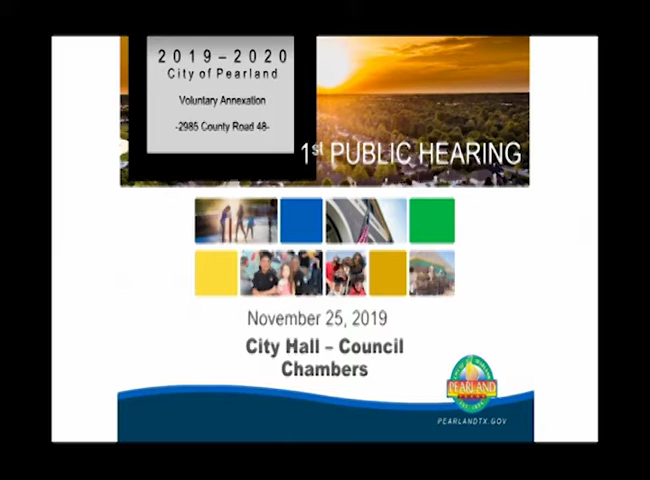 2019–2020
City of Pearland
Voluntary Annexation
-2985 County Road 48-
1st PUBLIC HEARING
November 25, 2019
City Hall – Council
Chambers
PEARLAND
PEARLANDTX.GOV